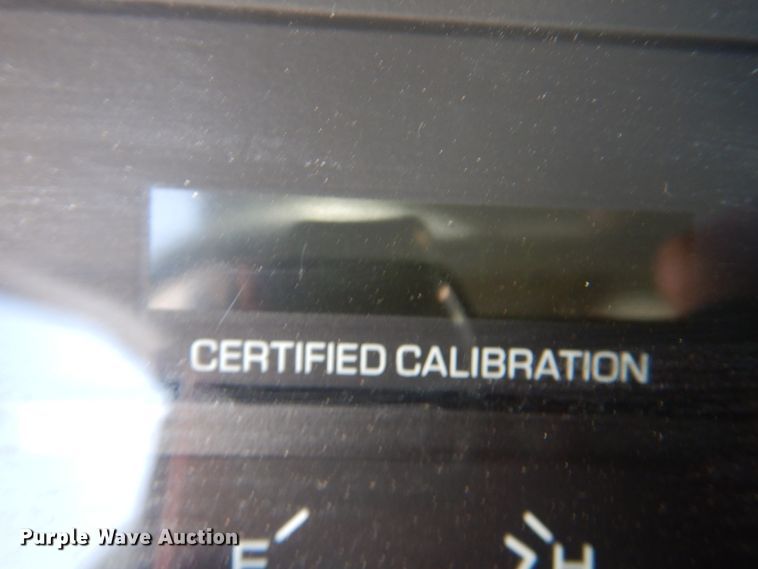 CERTIFIED CALIBRATION
F H
Purple Wave Auction